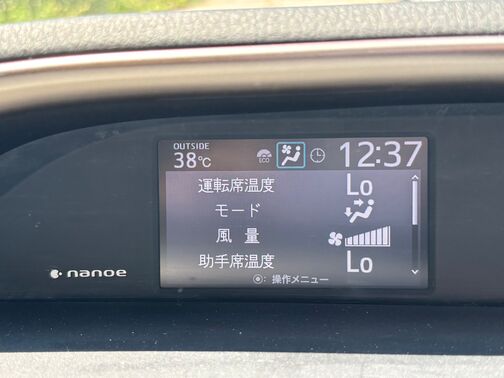 OUTSIDE
38℃
ECO
12:37
運転席温度 Lo
モード
風量
助手席温度 Lo
nanoe
: 操作メニュー